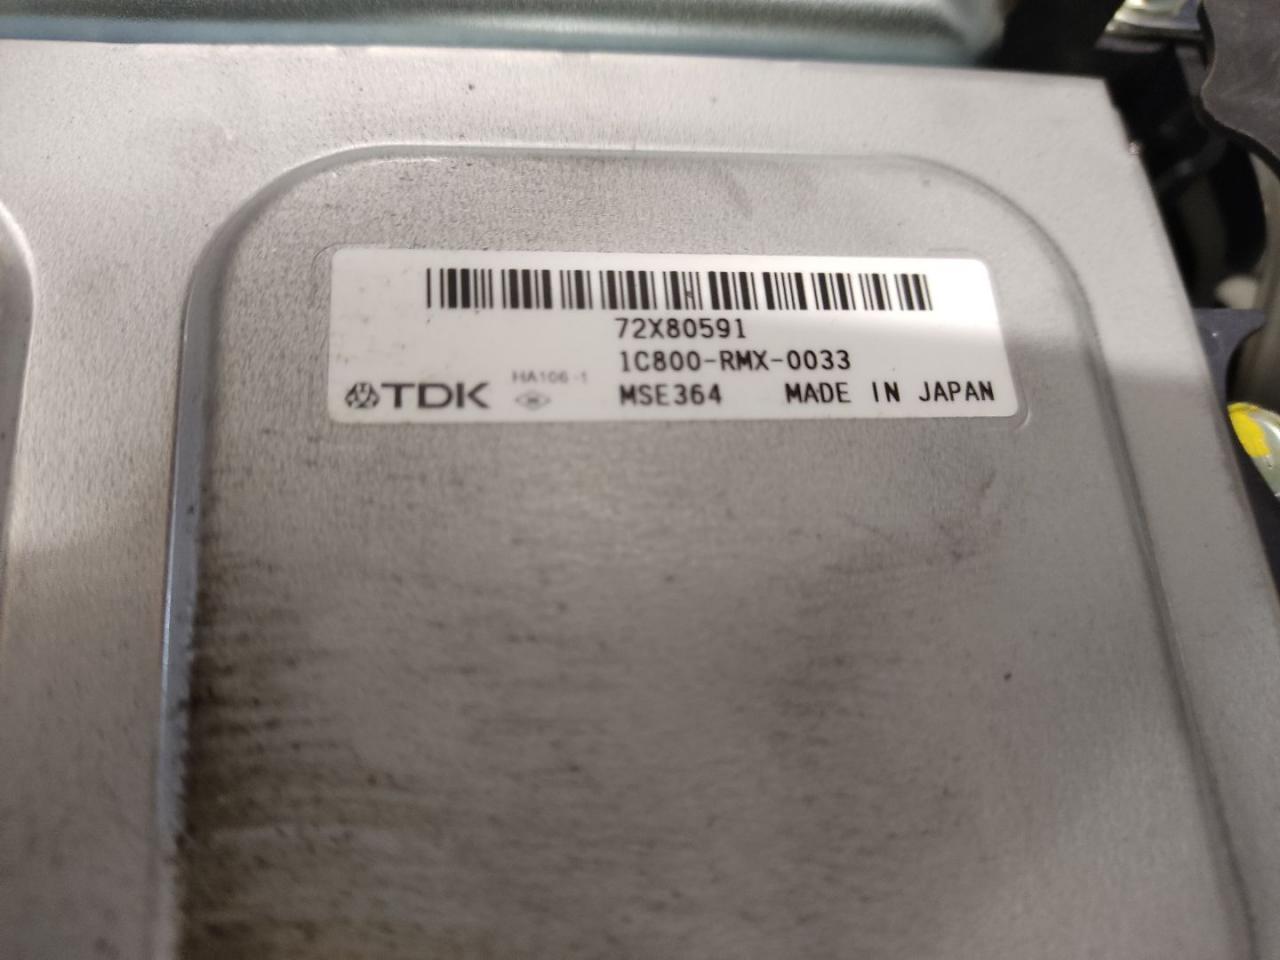 72X80591
1C800-RMX-0033
HA106-1
TDK MSE364 MADE IN JAPAN